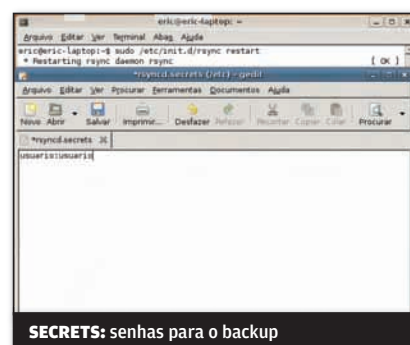 eric@eric-laptop: ~
Arquivo Editar Ver Terminal Abas Ajuda
eric@eric-laptop:~$ sudo /etc/init.d/rsync restart
* Restarting rsync daemon rsync [ OK ]
*rsyncd.secrets (/etc) - gedit
Arquivo Editar Ver Procurar Ferramentas Documentos Ajuda
Novo Abrir Salvar Imprimir... Desfazer Refazer Recortar Copiar Colar Procurar
*rsyncd.secrets
usuario:usuario
SECRETS: senhas para o backup